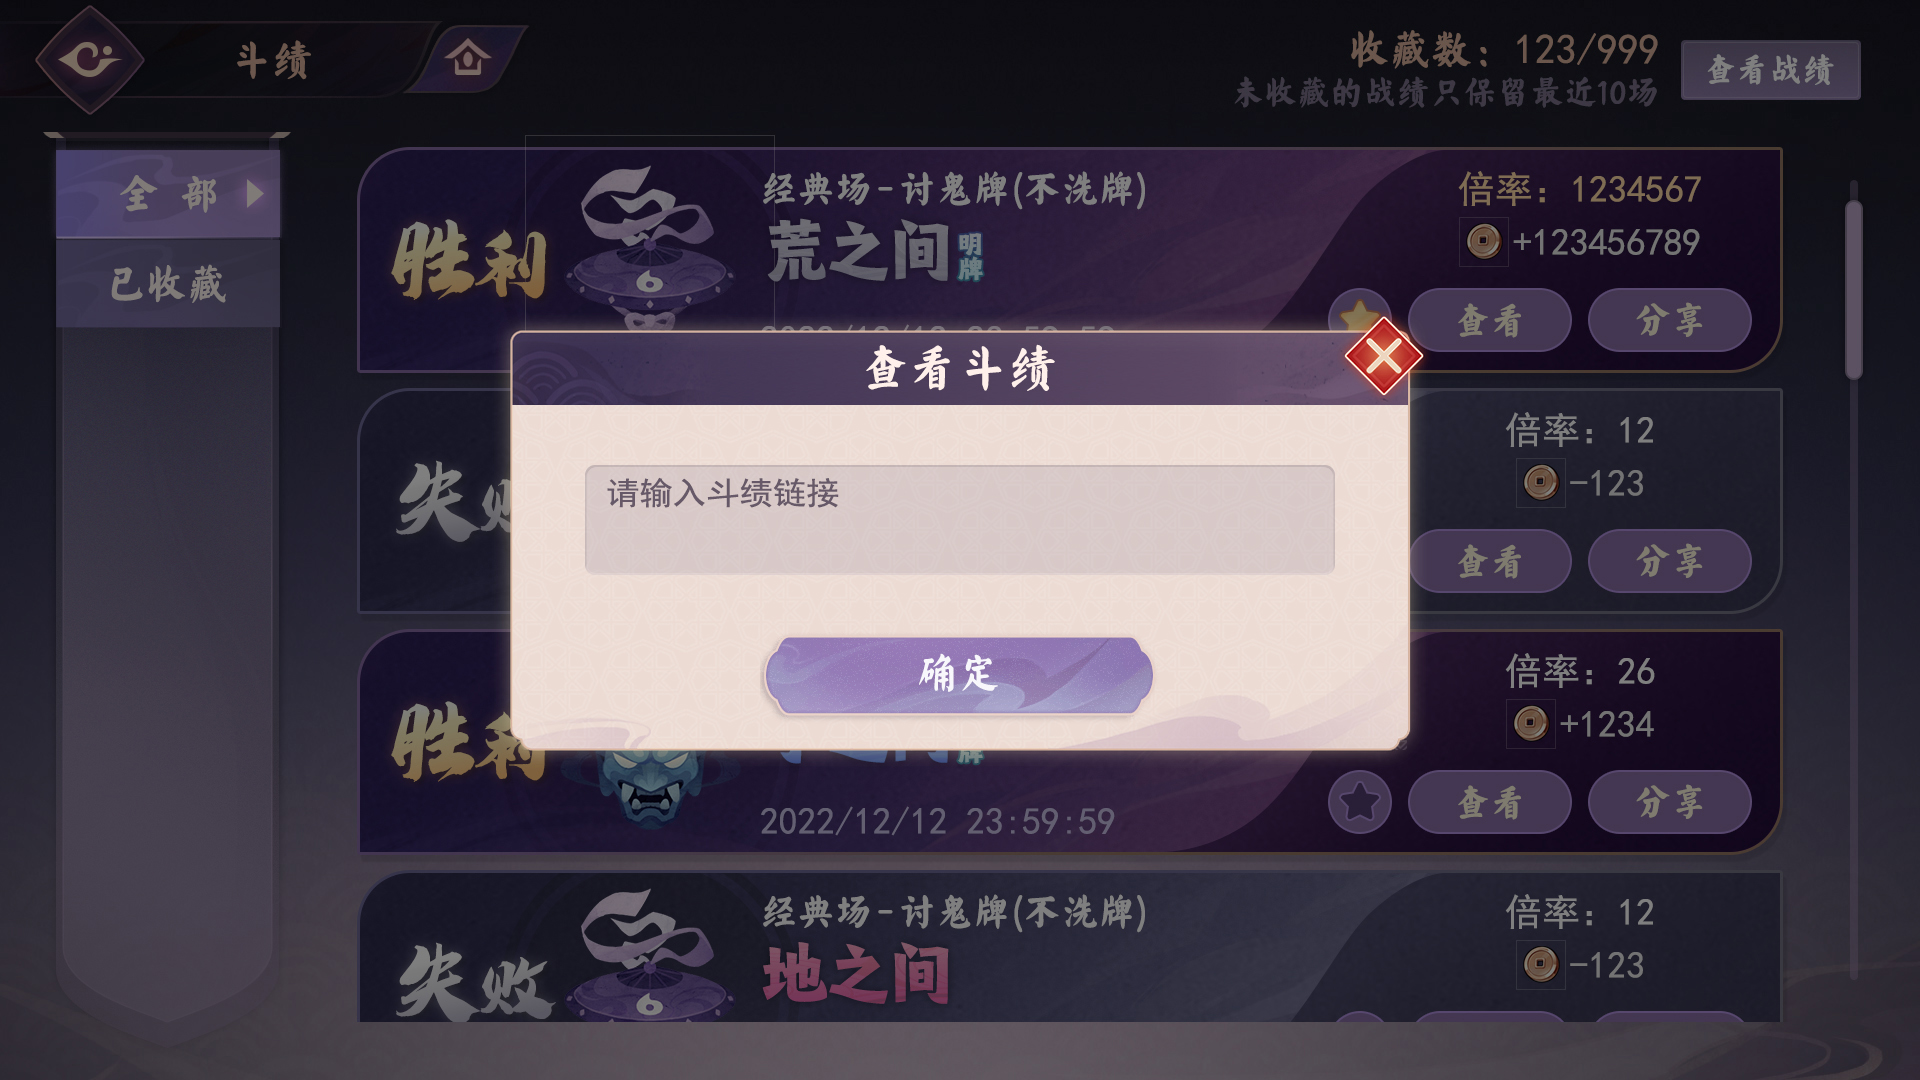 斗绩
收藏数：123/999
未收藏的战绩只保留最近10场
查看战绩
全 部
已收藏
胜利
经典场-讨鬼牌(不洗牌)
荒之间 明牌
倍率：1234567
+123456789
查看
分享
查看斗绩
请输入斗绩链接
确定
失败
倍率：12
-123
查看
分享
胜利
2022/12/12 23:59:59
倍率：26
+1234
查看
分享
失败
经典场-讨鬼牌(不洗牌)
地之间
倍率：12
-123